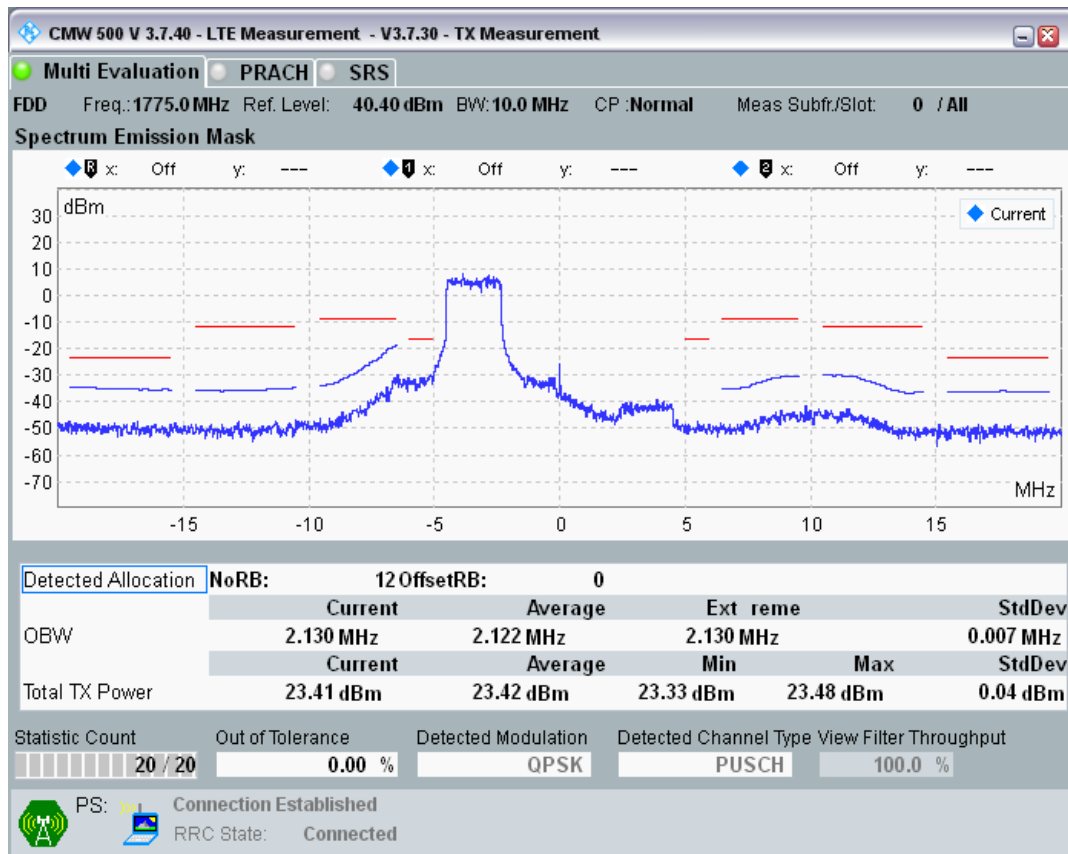 CMW 500 V 3.7.40 - LTE Measurement - V3.7.30 - TX Measurement
Multi Evaluation PRACH SRS
FDD Freq.:1775.0 MHz Ref. Level: 40.40 dBm BW:10.0 MHz CP :Normal Meas Subfr./Slot: 0 / All
Spectrum Emission Mask
R x: Off y: --- 1 x: Off y: --- 2 x: Off y: ---
dBm
Current
30
20
10
0
-10
-20
-30
-40
-50
-60
-70
MHz
-15 -10 -5 0 5 10 15
Detected Allocation NoRB: 12 OffsetRB: 0
Current Average Ext reme StdDev
OBW 2.130 MHz 2.122 MHz 2.130 MHz 0.007 MHz
Current Average Min Max StdDev
Total TX Power 23.41 dBm 23.42 dBm 23.33 dBm 23.48 dBm 0.04 dBm
Statistic Count Out of Tolerance Detected Modulation Detected Channel Type View Filter Throughput
20 / 20 0.00 % QPSK PUSCH 100.0 %
PS: Connection Established
RRC State: Connected